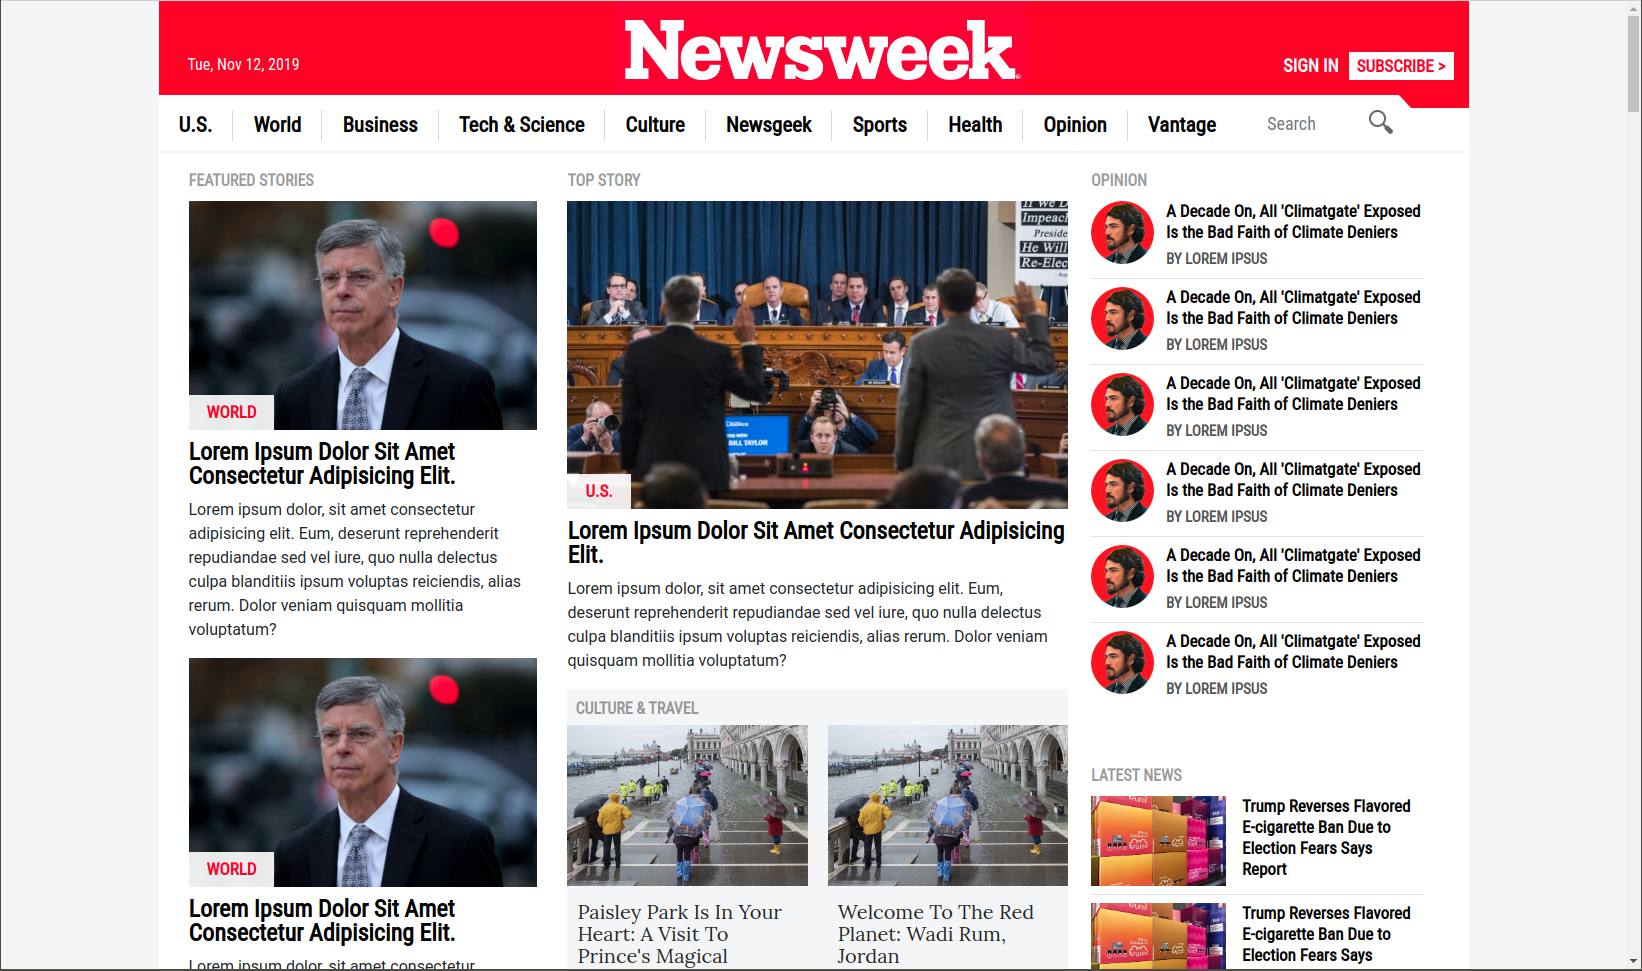 Tue, Nov 12, 2019
Newsweek
SIGN IN
SUBSCRIBE >
U.S.
World
Business
Tech & Science
Culture
Newsgeek
Sports
Health
Opinion
Vantage
Search
FEATURED STORIES
WORLD
Lorem Ipsum Dolor Sit Amet
Consectetur Adipisicing Elit.
Lorem ipsum dolor, sit amet consectetur
adipisicing elit. Eum, deserunt reprehenderit
repudiandae sed vel iure, quo nulla delectus
culpa blanditiis ipsum voluptas reiciendis, alias
rerum. Dolor veniam quisquam mollitia
voluptatum?
WORLD
Lorem Ipsum Dolor Sit Amet
Consectetur Adipisicing Elit.
Lorem ipsum dolor, sit amet consectetur
TOP STORY
Impeach
Preside
He Will
Re-Elec
BILL TAYLOR
U.S.
Lorem Ipsum Dolor Sit Amet Consectetur Adipisicing
Elit.
Lorem ipsum dolor, sit amet consectetur adipisicing elit. Eum,
deserunt reprehenderit repudiandae sed vel iure, quo nulla delectus
culpa blanditiis ipsum voluptas reiciendis, alias rerum. Dolor veniam
quisquam mollitia voluptatum?
CULTURE & TRAVEL
Paisley Park Is In Your
Heart: A Visit To
Prince's Magical
Welcome To The Red
Planet: Wadi Rum,
Jordan
OPINION
A Decade On, All 'Climatgate' Exposed
Is the Bad Faith of Climate Deniers
BY LOREM IPSUS
A Decade On, All 'Climatgate' Exposed
Is the Bad Faith of Climate Deniers
BY LOREM IPSUS
A Decade On, All 'Climatgate' Exposed
Is the Bad Faith of Climate Deniers
BY LOREM IPSUS
A Decade On, All 'Climatgate' Exposed
Is the Bad Faith of Climate Deniers
BY LOREM IPSUS
A Decade On, All 'Climatgate' Exposed
Is the Bad Faith of Climate Deniers
BY LOREM IPSUS
A Decade On, All 'Climatgate' Exposed
Is the Bad Faith of Climate Deniers
BY LOREM IPSUS
LATEST NEWS
Trump Reverses Flavored
E-cigarette Ban Due to
Election Fears Says
Report
Trump Reverses Flavored
E-cigarette Ban Due to
Election Fears Says